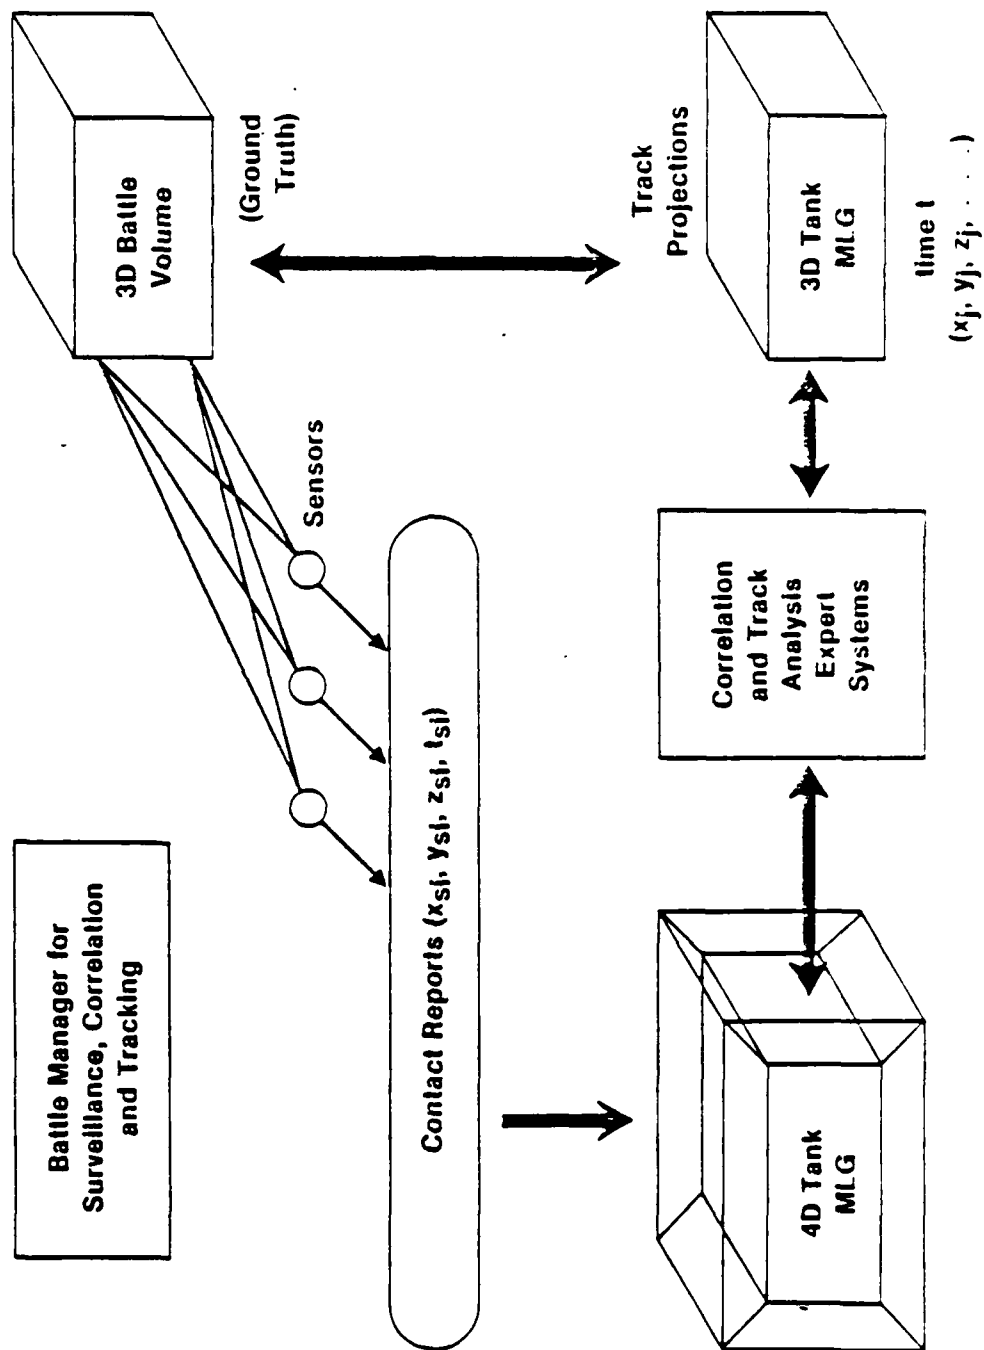 Battle Manager for
Surveillance, Correlation
and Tracking
3D Battle
Volume
(Ground
Truth)
Sensors
Contact Reports (xsi, ysi, zsi, tsi)
4D Tank
MLG
Correlation
and Track
Analysis
Expert
Systems
Track
Projections
3D Tank
MLG
time t
(xj, yj, zj, . . . .)